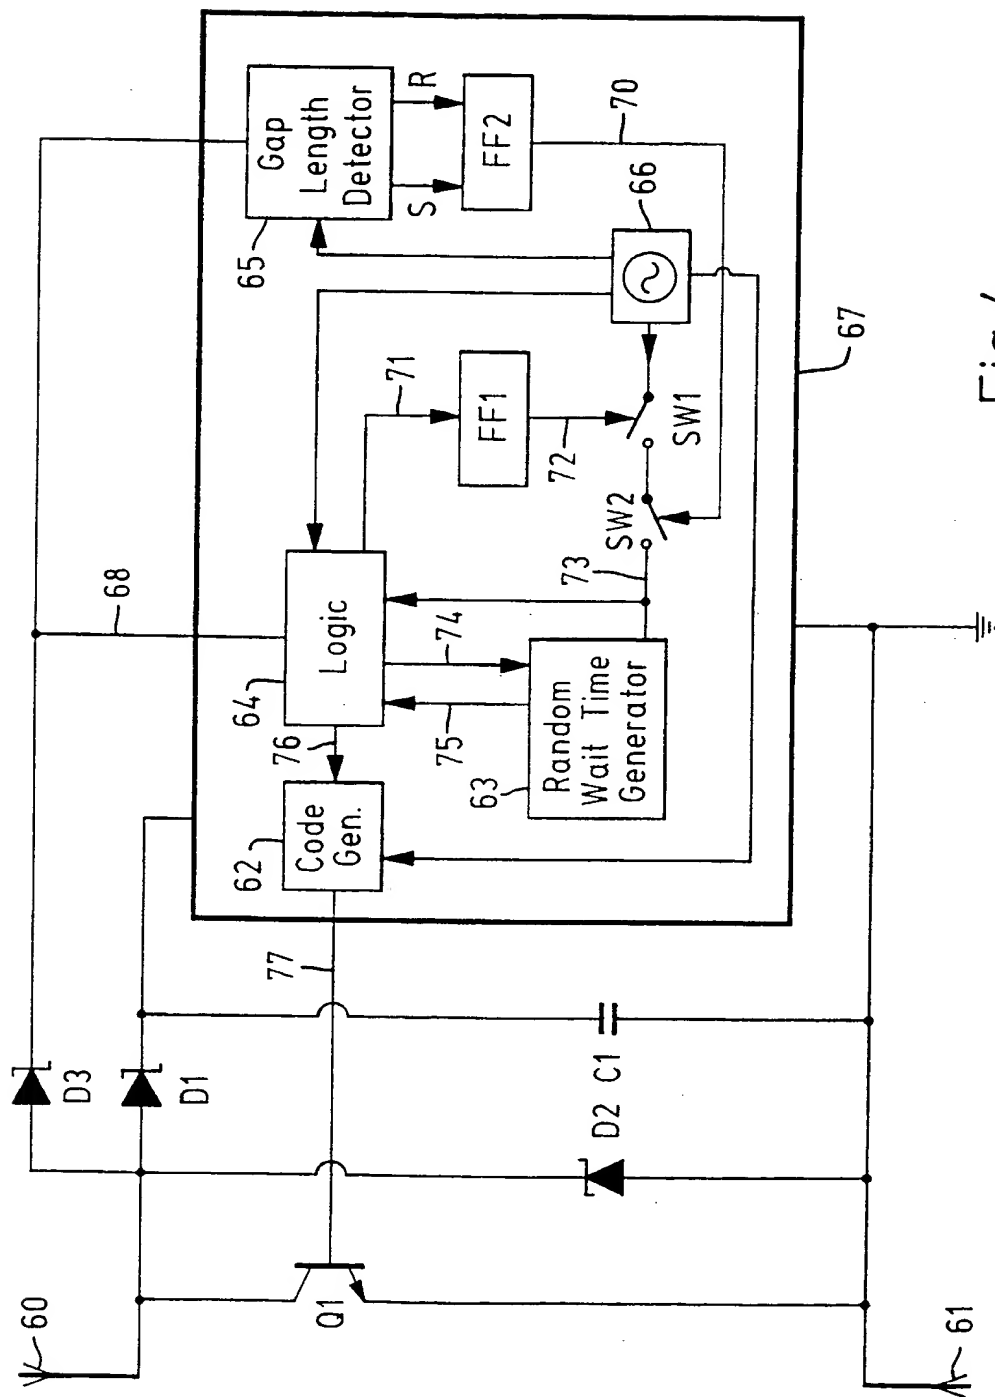 60
D3
68
D1
62
64
65
Gap
Length
Detector
Code
Gen.
76
77
Q1
Logic
71
S R
75 74
63
FF1
FF2
Random
Wait Time
Generator
72
73
D2 C1
SW2
70
66
SW1
67
61
Fig.